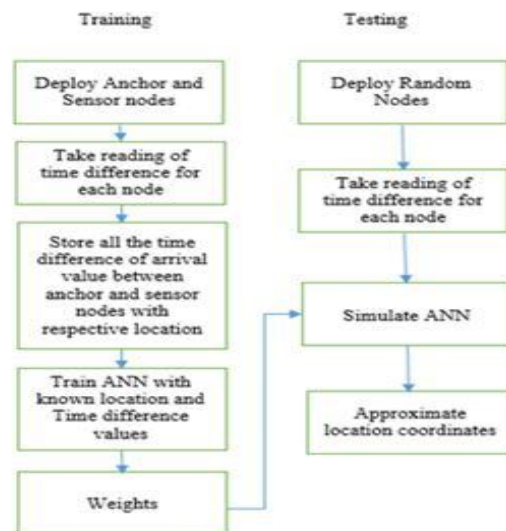 Training
Deploy Anchor and
Sensor nodes
Take reading of
time difference for
each node
Store all the time
difference of arrival
value between
anchor and sensor
nodes with
respective location
Train ANN with
known location and
Time difference
values
Weights
Testing
Deploy Random
Nodes
Take reading of
time difference for
each node
Simulate ANN
Approximate
location coordinates